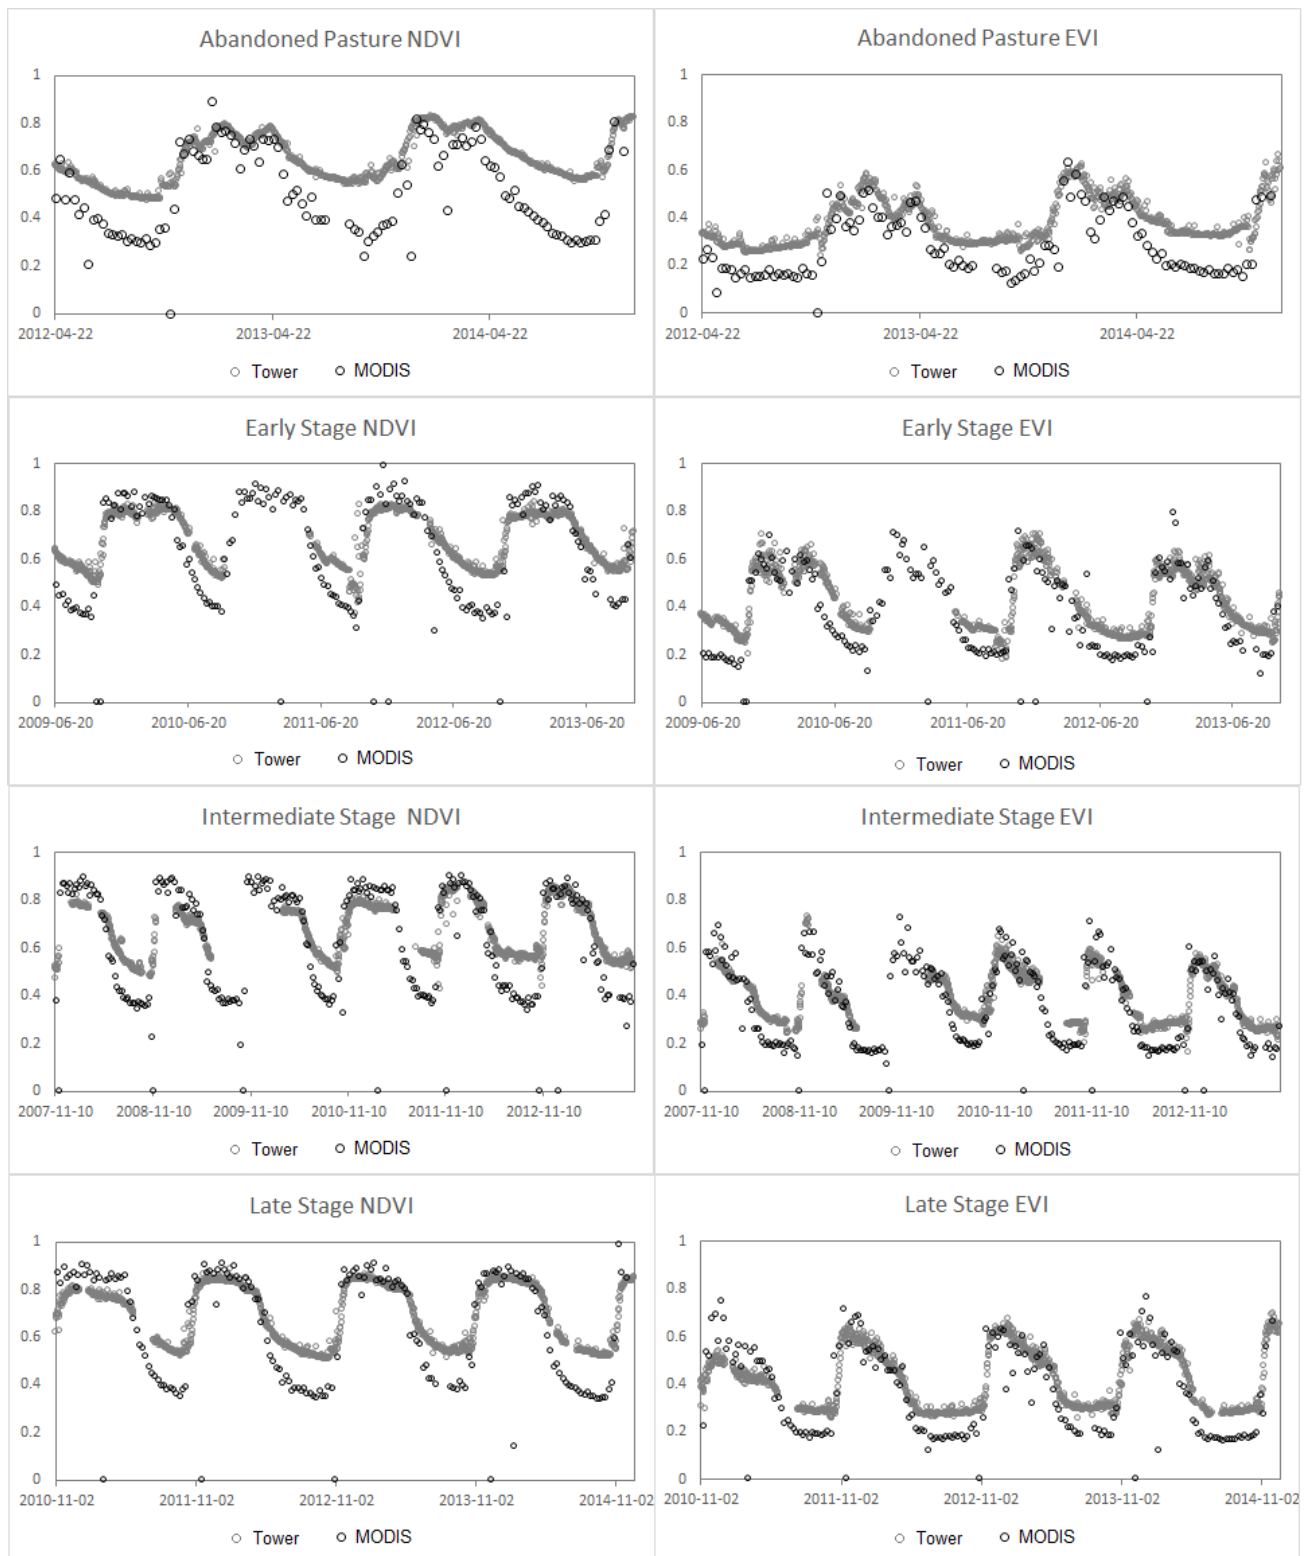 Abandoned Pasture NDVI
1
0.8
0.6
0.4
0.2
0
2012-04-22 2013-04-22 2014-04-22
Tower MODIS
Abandoned Pasture EVI
1
0.8
0.6
0.4
0.2
0
2012-04-22 2013-04-22 2014-04-22
Tower MODIS
Early Stage NDVI
1
0.8
0.6
0.4
0.2
0
2009-06-20 2010-06-20 2011-06-20 2012-06-20 2013-06-20
Tower MODIS
Early Stage EVI
1
0.8
0.6
0.4
0.2
0
2009-06-20 2010-06-20 2011-06-20 2012-06-20 2013-06-20
Tower MODIS
Intermediate Stage NDVI
1
0.8
0.6
0.4
0.2
0
2007-11-10 2008-11-10 2009-11-10 2010-11-10 2011-11-10 2012-11-10
Tower MODIS
Intermediate Stage EVI
1
0.8
0.6
0.4
0.2
0
2007-11-10 2008-11-10 2009-11-10 2010-11-10 2011-11-10 2012-11-10
Tower MODIS
Late Stage NDVI
1
0.8
0.6
0.4
0.2
0
2010-11-02 2011-11-02 2012-11-02 2013-11-02 2014-11-02
Tower MODIS
Late Stage EVI
1
0.8
0.6
0.4
0.2
0
2010-11-02 2011-11-02 2012-11-02 2013-11-02 2014-11-02
Tower MODIS